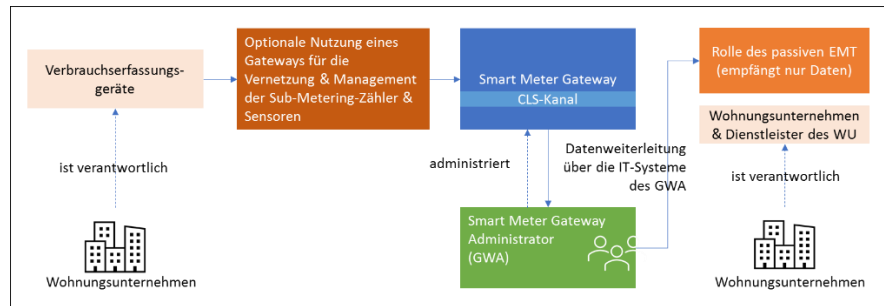 Verbrauchserfassungs-
geräte
Optionale Nutzung eines
Gateways für die
Vernetzung & Management
der Sub-Metering-Zähler &
Sensoren
Smart Meter Gateway
CLS-Kanal
Rolle des passiven EMT
(empfängt nur Daten)
Wohnungsunternehmen
& Dienstleister des WU
ist verantwortlich
administriert
Datenweiterleitung
über die IT-Systeme
des GWA
ist verantwortlich
Smart Meter Gateway
Administrator
(GWA)
Wohnungsunternehmen
Wohnungsunternehmen